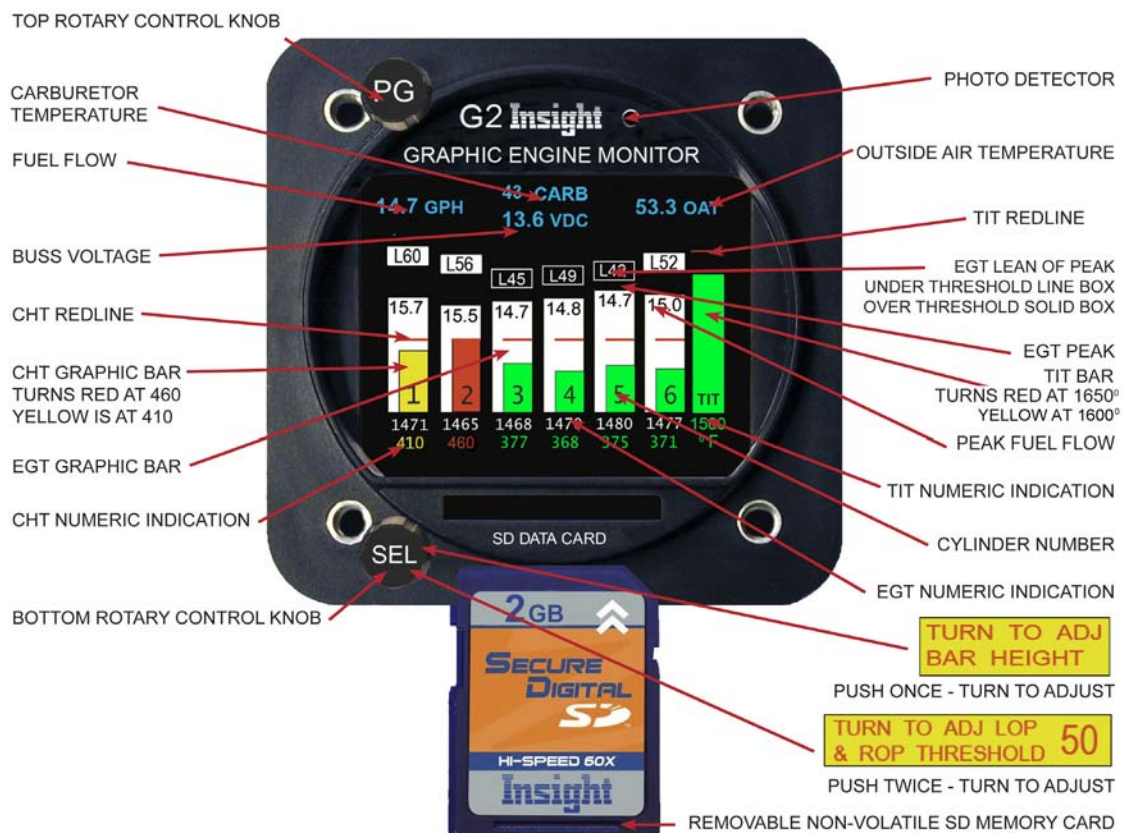 TOP ROTARY CONTROL KNOB
CARBURETOR
TEMPERATURE
FUEL FLOW
BUSS VOLTAGE
CHT REDLINE
CHT GRAPHIC BAR
TURNS RED AT 460
YELLOW IS AT 410
EGT GRAPHIC BAR
CHT NUMERIC INDICATION
BOTTOM ROTARY CONTROL KNOB
PG
G2 Insight
GRAPHIC ENGINE MONITOR
43 CARB
14.7 GPH
13.6 VDC
53.3 OAT
L60 L56 L45 L49 L42 L52
15.7 15.5 14.7 14.8 14.7 15.0
1 2 3 4 5 6 TIT
1471 1465 1468 1480 1477
410 460 377 368 375 371 °F
SD DATA CARD
SEL
2GB
SECURE
DIGITAL
SD
HI-SPEED 60X
Insight
PHOTO DETECTOR
OUTSIDE AIR TEMPERATURE
TIT REDLINE
EGT LEAN OF PEAK
UNDER THRESHOLD LINE BOX
OVER THRESHOLD SOLID BOX
EGT PEAK
TIT BAR
TURNS RED AT 1650°
YELLOW AT 1600°
PEAK FUEL FLOW
TIT NUMERIC INDICATION
CYLINDER NUMBER
EGT NUMERIC INDICATION
TURN TO ADJ
BAR HEIGHT
PUSH ONCE - TURN TO ADJUST
TURN TO ADJ LOP
& ROP THRESHOLD 50
PUSH TWICE - TURN TO ADJUST
REMOVABLE NON-VOLATILE SD MEMORY CARD